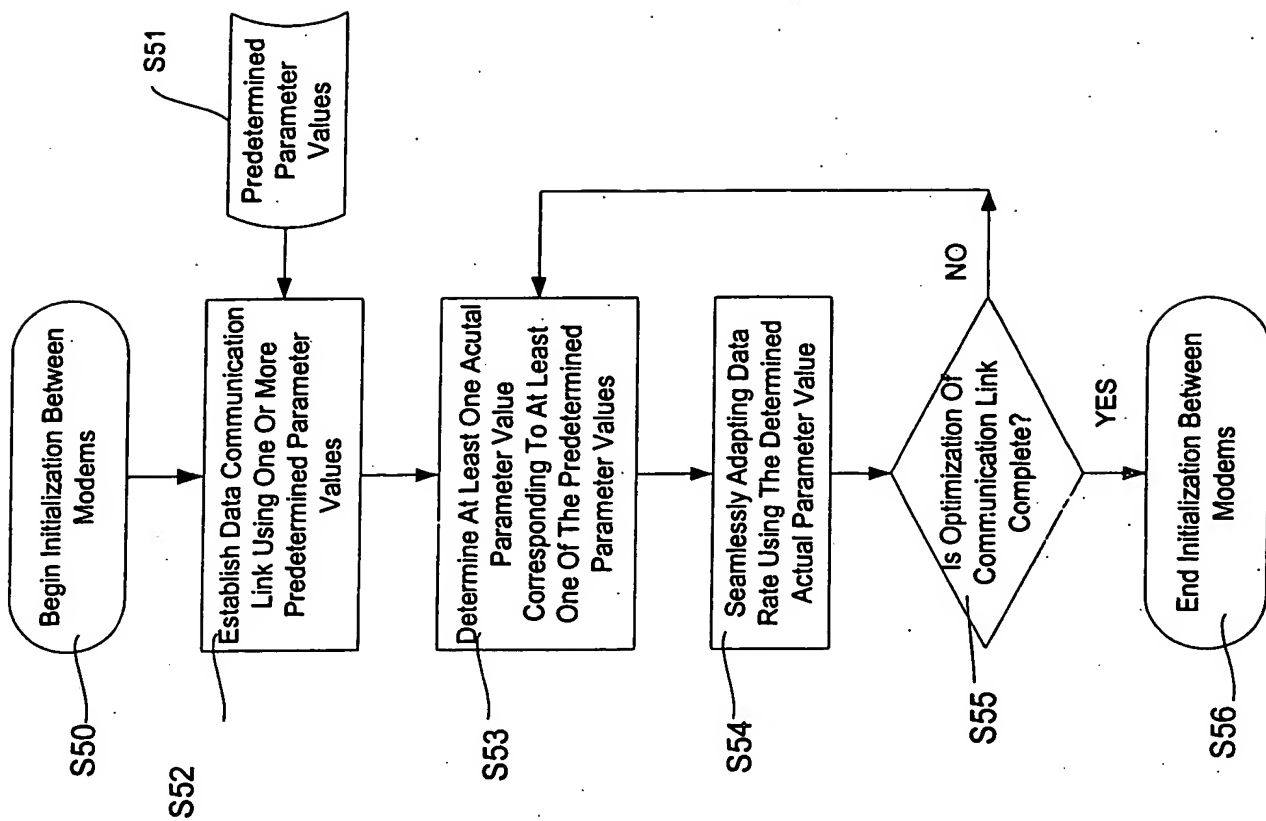 S50
Begin Initialization Between
Modems
S51
Predetermined
Parameter
Values
S52
Establish Data Communication
Link Using One Or More
Predetermined Parameter
Values
S53
Determine At Least One Acutal
Parameter Value
Corresponding To At Least
One Of The Predetermined
Parameter Values
S54
Seamlessly Adapting Data
Rate Using The Determined
Actual Parameter Value
S55
Is Optimization Of
Communication Link
Complete?
NO
YES
S56
End Initialization Between
Modems